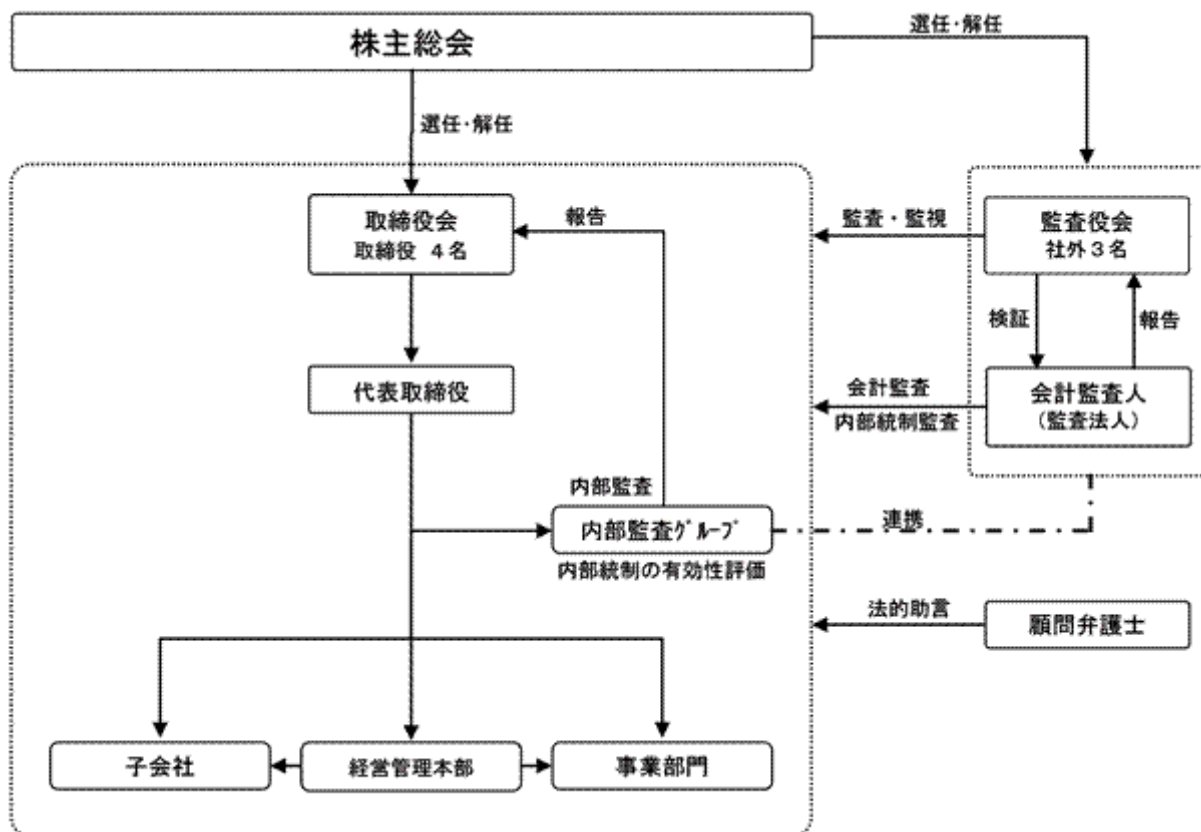 株主総会
選任・解任
選任・解任
取締役会
取締役 4名
報告
監査・監視
監査役会
社外3名
検証
報告
代表取締役
会計監査
内部統制監査
会計監査人
（監査法人）
内部監査
内部監査ｸﾞﾙｰﾌﾟ
内部統制の有効性評価
連携
法的助言
顧問弁護士
子会社
経営管理本部
事業部門